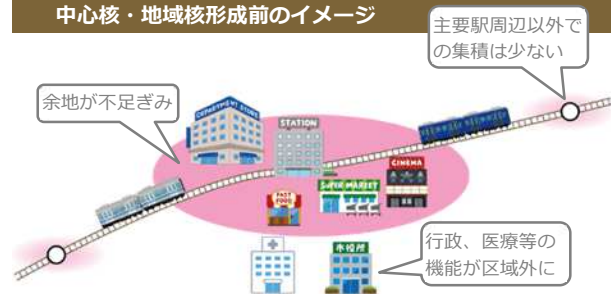 中心核・地域核形成前のイメージ
主要駅周辺以外で
の集積は少ない
余地が不足ぎみ
DEPARTMENT STORE
STATION
CINEMA
SUPER MARKET
FAST
FOOD
市役所
行政、医療等の
機能が区域外に